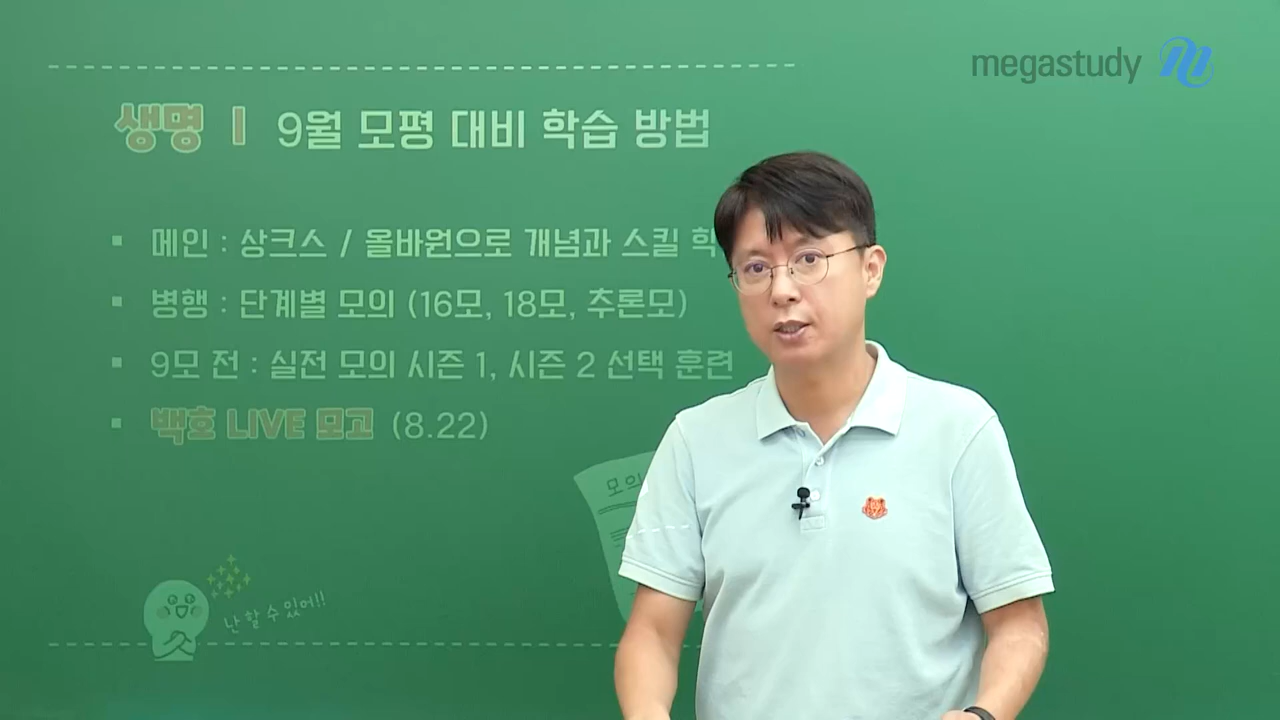 megastudy
생명 I 9월 모평 대비 학습 방법
▪ 메인 : 상크스 / 올바원으로 개념과 스킬 학
▪ 병행 : 단계별 모의 (16모, 18모, 추론모)
▪ 9모 전 : 실전 모의 시즌 1, 시즌 2 선택 훈련
▪ 백호 LIVE 모고 (8.22)
모의
난 할 수 있어!!